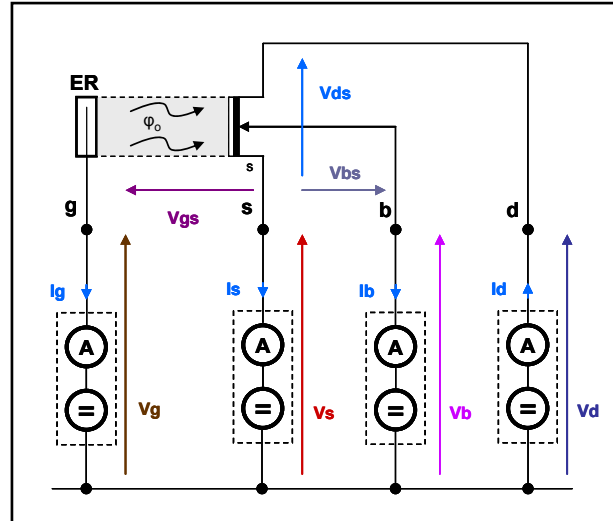 ER
φo
Vds
s
Vbs
Vgs
g
s
b
d
Ig
Is
Ib
Id
A
A
A
A
=
=
=
=
Vg
Vs
Vb
Vd